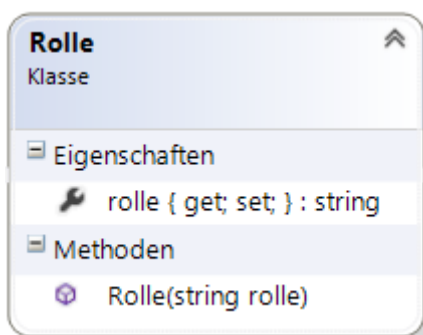 Rolle
Klasse
Eigenschaften
rolle { get; set; } : string
Methoden
Rolle(string rolle)